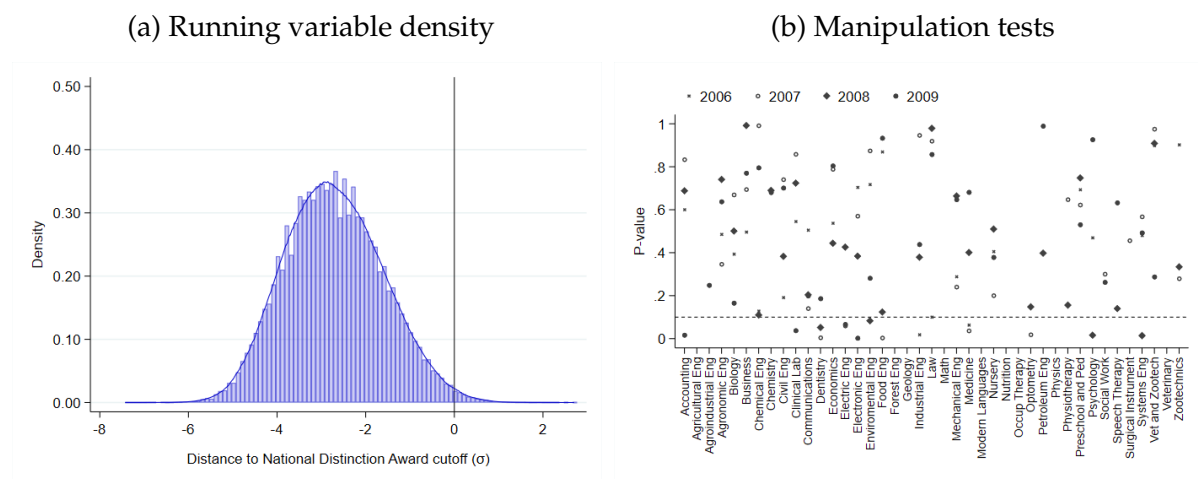 (a) Running variable density
(b) Manipulation tests
0.50
0.40
0.30
0.20
0.10
0.00
Density
-8
-6
-4
-2
0
2
Distance to National Distinction Award cutoff (σ)
2006
2007
2008
2009
1
.8
.6
.4
.2
0
P-value
Accounting
Agricultural Eng
Agroindustrial Eng
Agronomic Eng
Biology
Business
Chemical Eng
Chemistry
Civil Eng
Clinical Lab
Communications
Dentistry
Economics
Electric Eng
Electronic Eng
Enviromental Eng
Food Eng
Forest Eng
Geology
Industrial Eng
Law
Math
Mechanical Eng
Medicine
Modern Languages
Nursery
Nutrition
Occup Therapy
Optometry
Petroleum Eng
Physics
Physiotherapy
Preschool and Ped
Psychology
Social Work
Speech Therapy
Surgical Instrument
Systems Eng
Vet and Zootech
Veterinary
Zootechnics